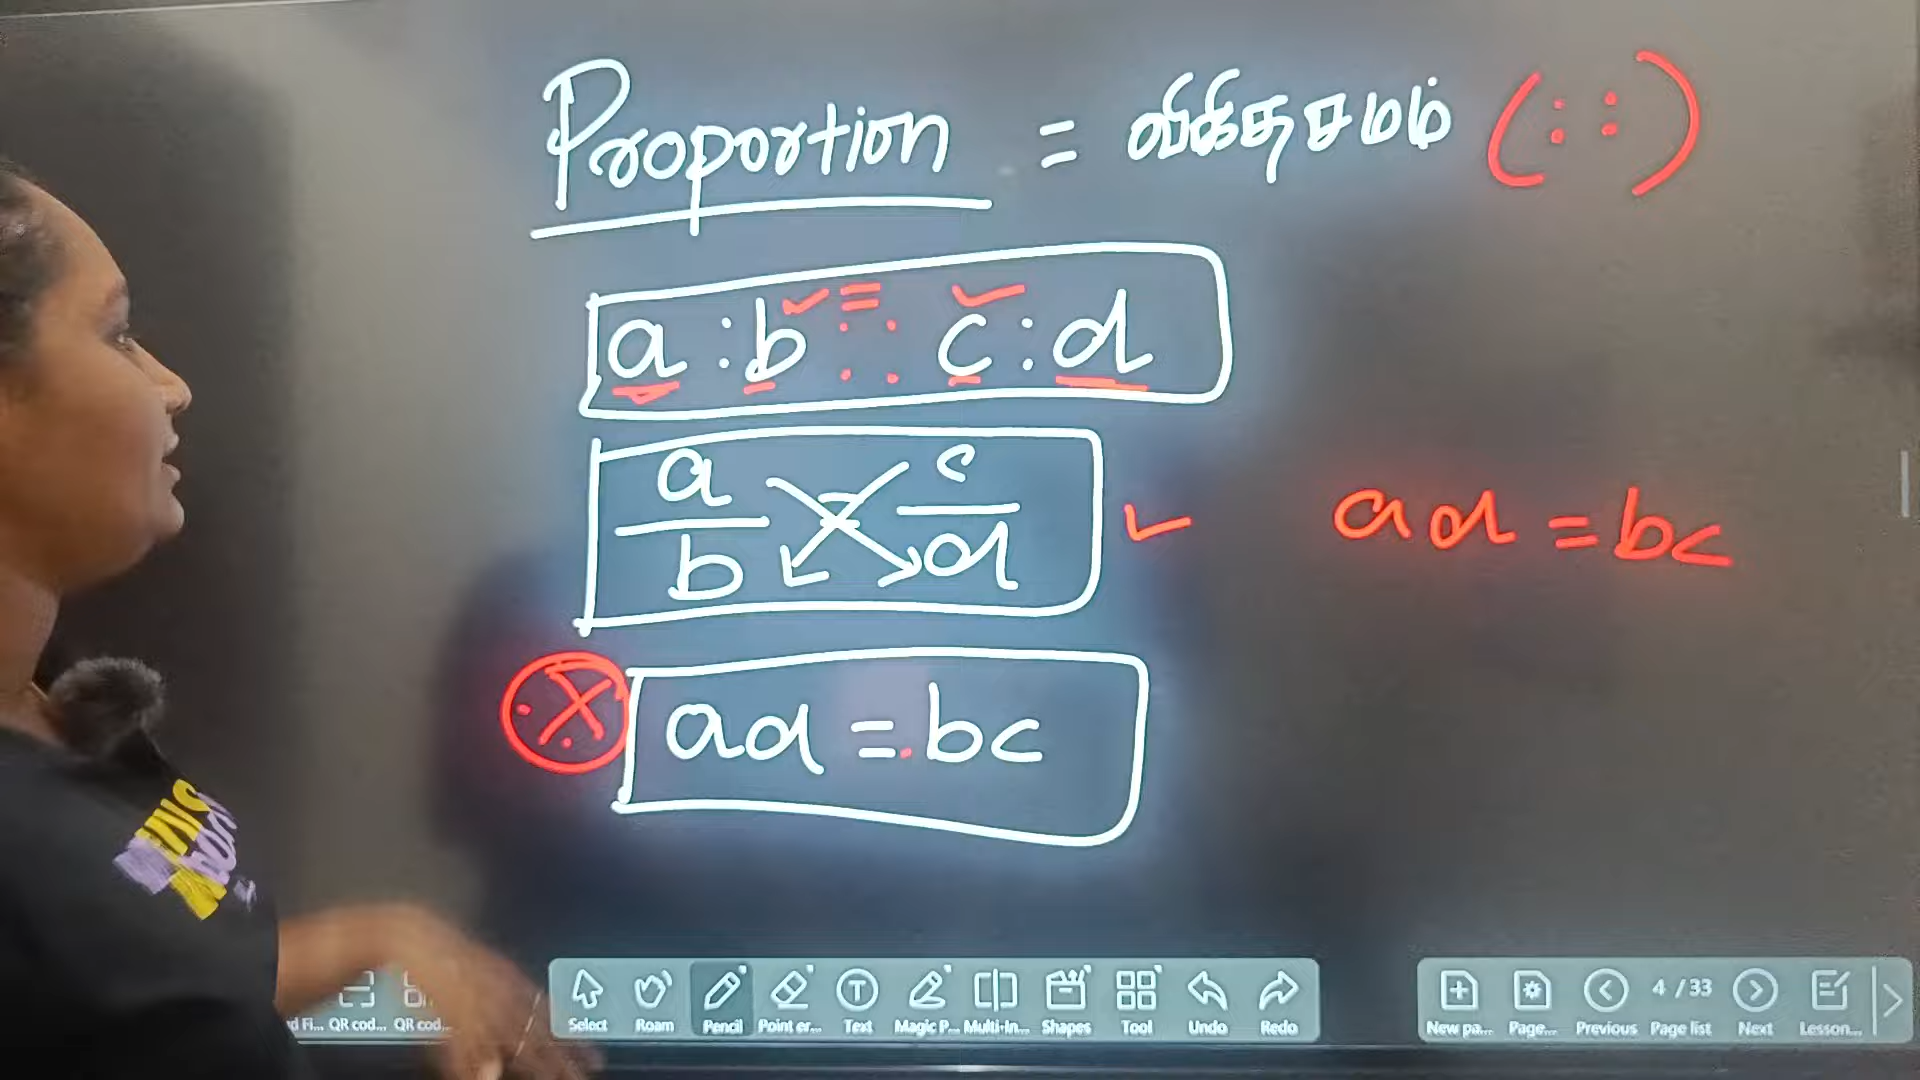 Proportion = விகிதசமம் (::)
a : b :: c : d
=
a/b = c/d
ad = bc
ad = bc
Select Roam Pencil Point er... Text Magic P... Multi-in... Shapes Tool Undo Redo
QR cod... QR cod...
New pa... Page... Previous 4 /33 Page list Next Lesson...